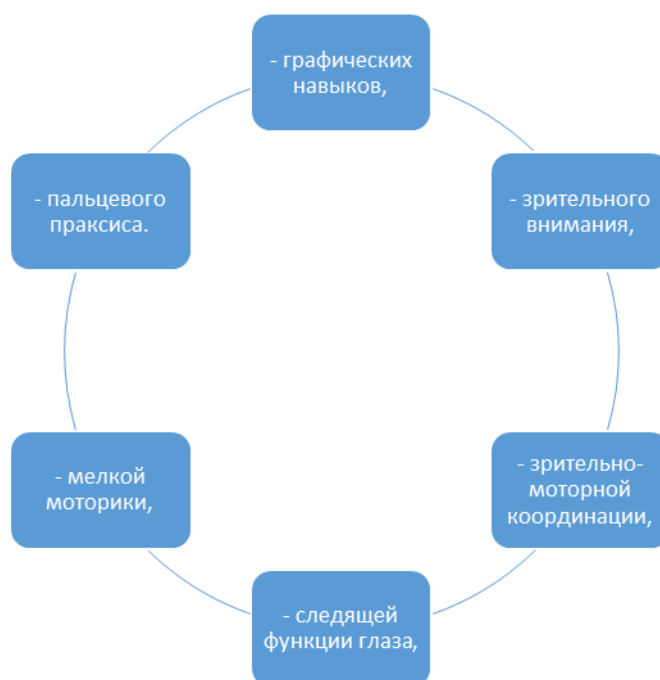 - графических
навыков,
- зрительного
внимания,
- зрительно-
моторной
координации,
- следящей
функции глаза,
- мелкой
моторики,
- пальцевого
праксиса.